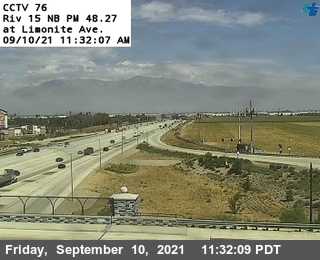 CCTV 76
Riv 15 NB PM 48.27
at Limonite Ave.
09/10/21 11:32:07 AM
Friday, September 10, 2021 11:32:09 PDT